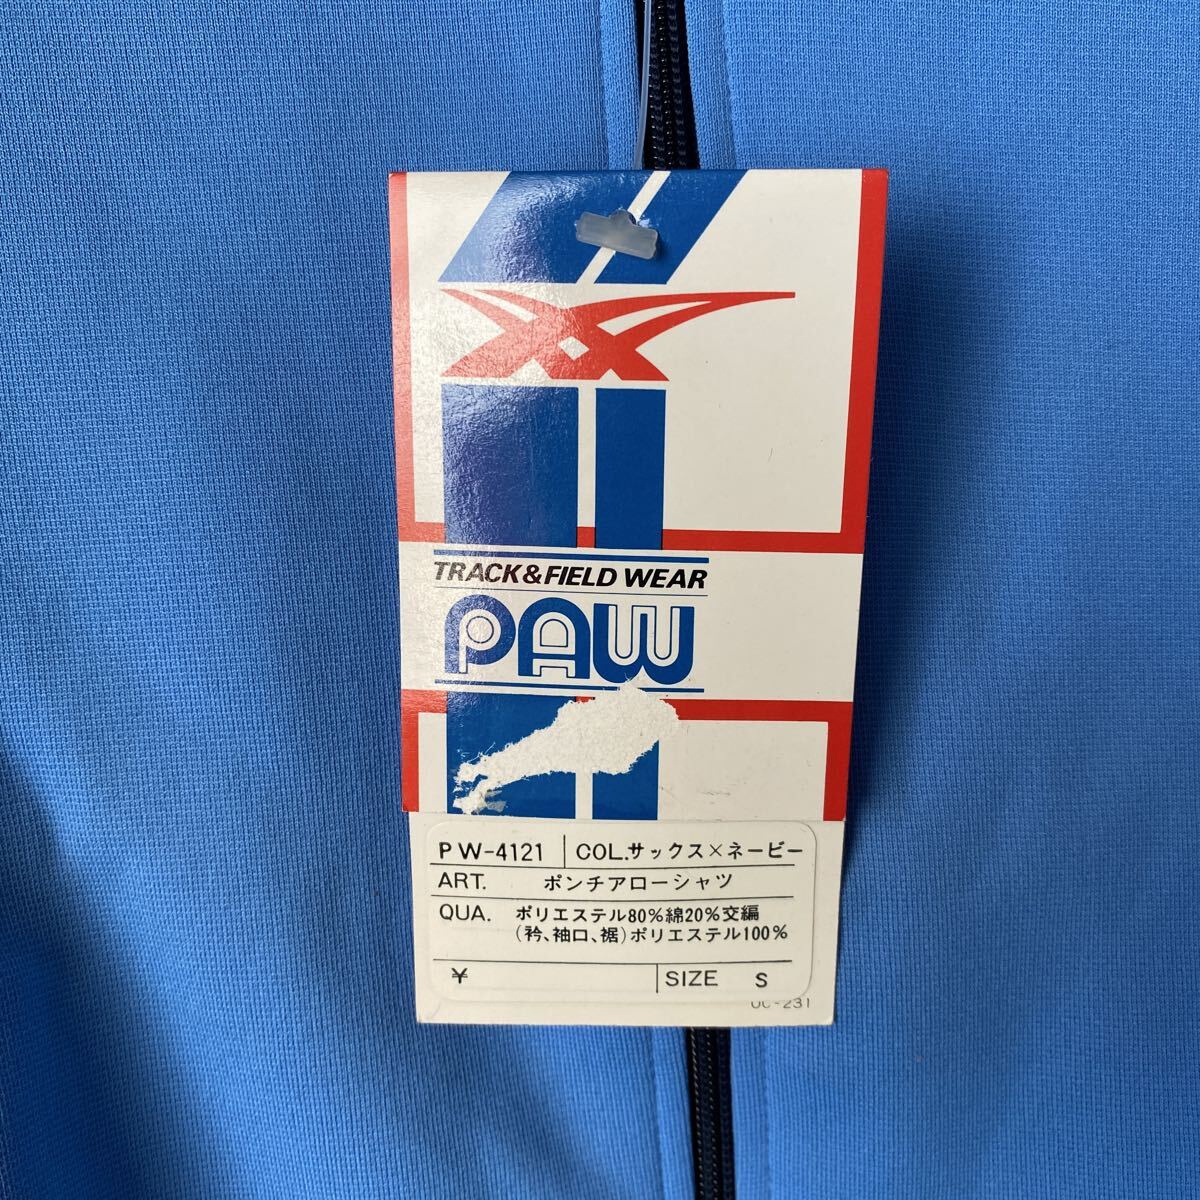 TRACK&FIELD WEAR
PAW
PW-4121 COL.サックス×ネービー
ART. ポンチアローシャツ
QUA. ポリエステル80%綿20%交編
(衿、袖口、裾)ポリエステル100%
¥ SIZE S